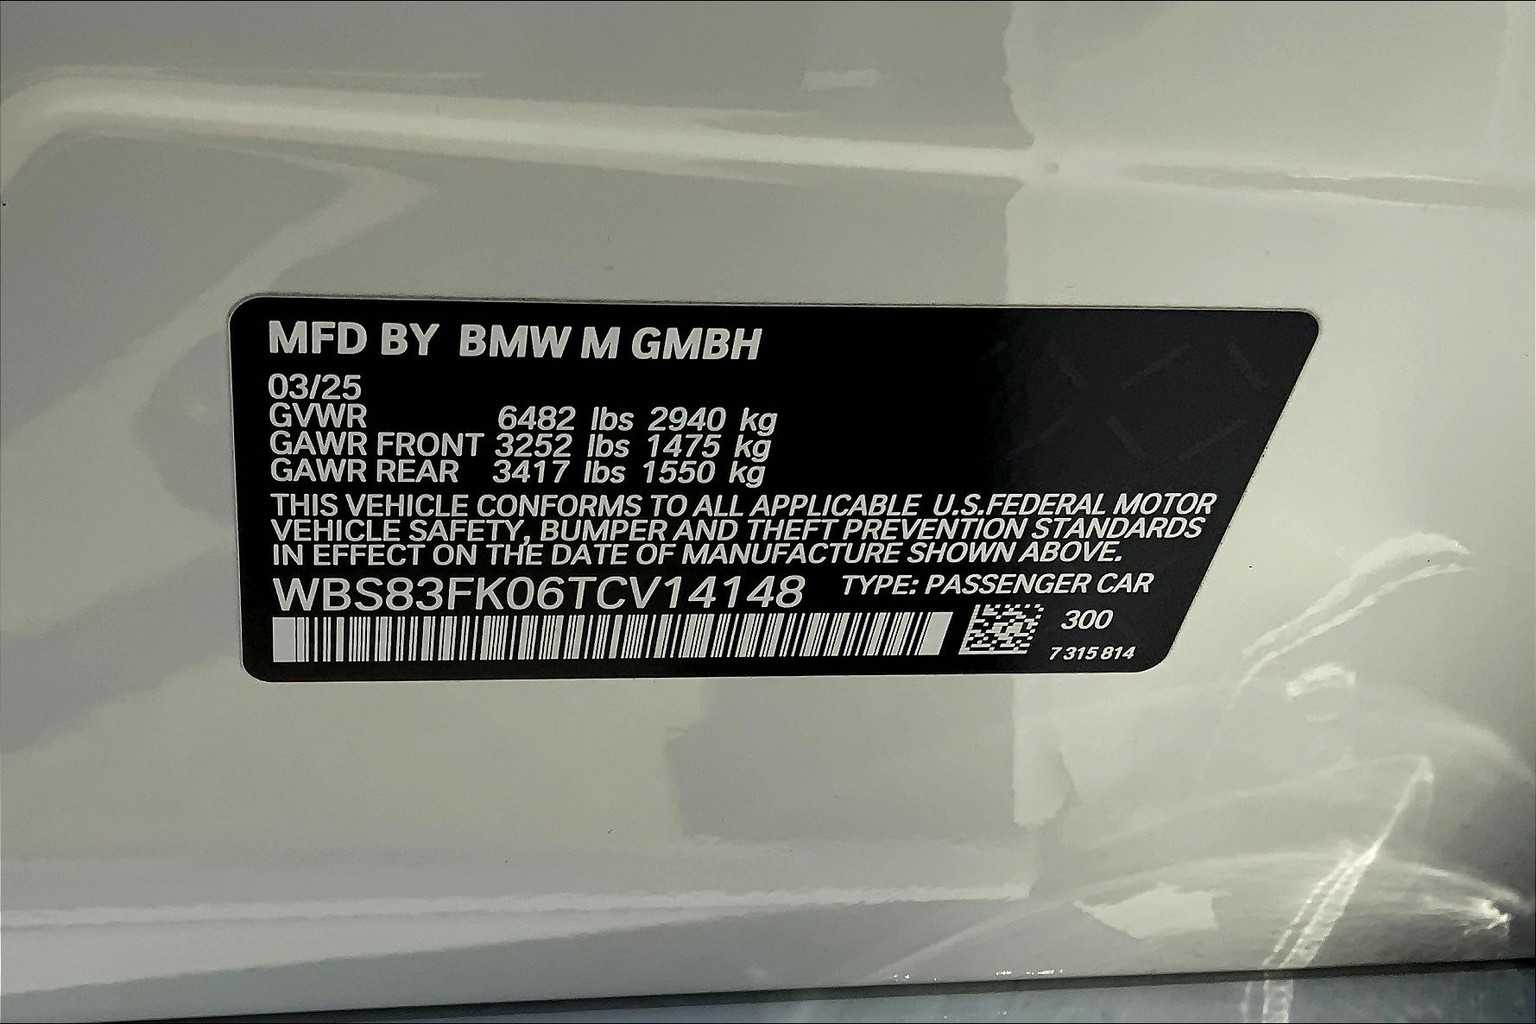 MFD BY BMW M GMBH
03/25
GVWR 6482 lbs 2940 kg
GAWR FRONT 3252 lbs 1475 kg
GAWR REAR 3417 lbs 1550 kg
THIS VEHICLE CONFORMS TO ALL APPLICABLE U.S.FEDERAL MOTOR
VEHICLE SAFETY, BUMPER AND THEFT PREVENTION STANDARDS
IN EFFECT ON THE DATE OF MANUFACTURE SHOWN ABOVE.
WBS83FK06TCV14148 TYPE: PASSENGER CAR
300
7 315 814